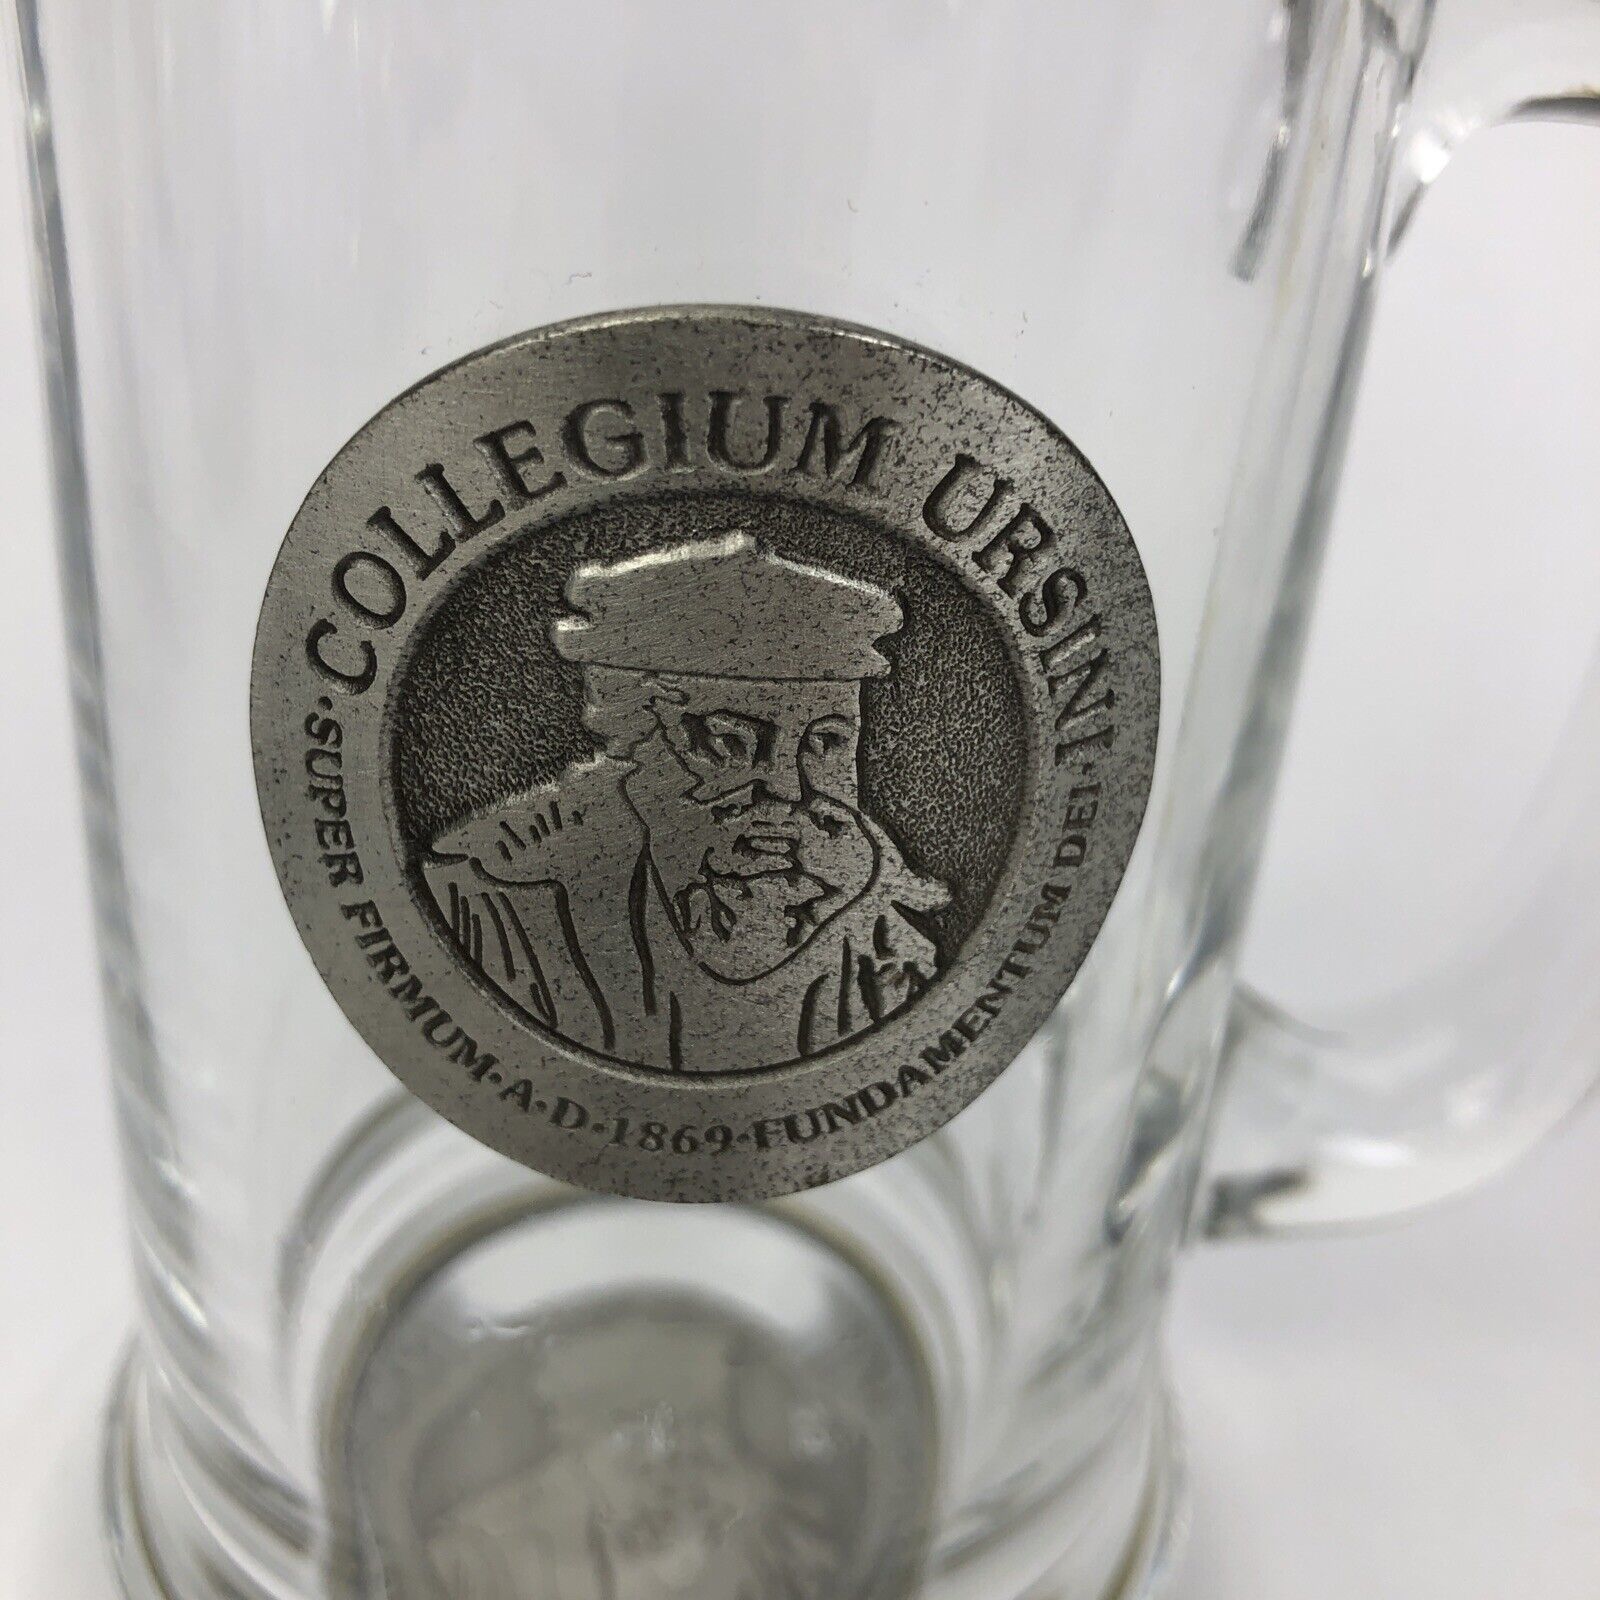 COLLEGIUM URSINI
·SUPER FIRMUM·A·D·1869·FUNDAMENTUM DEI·